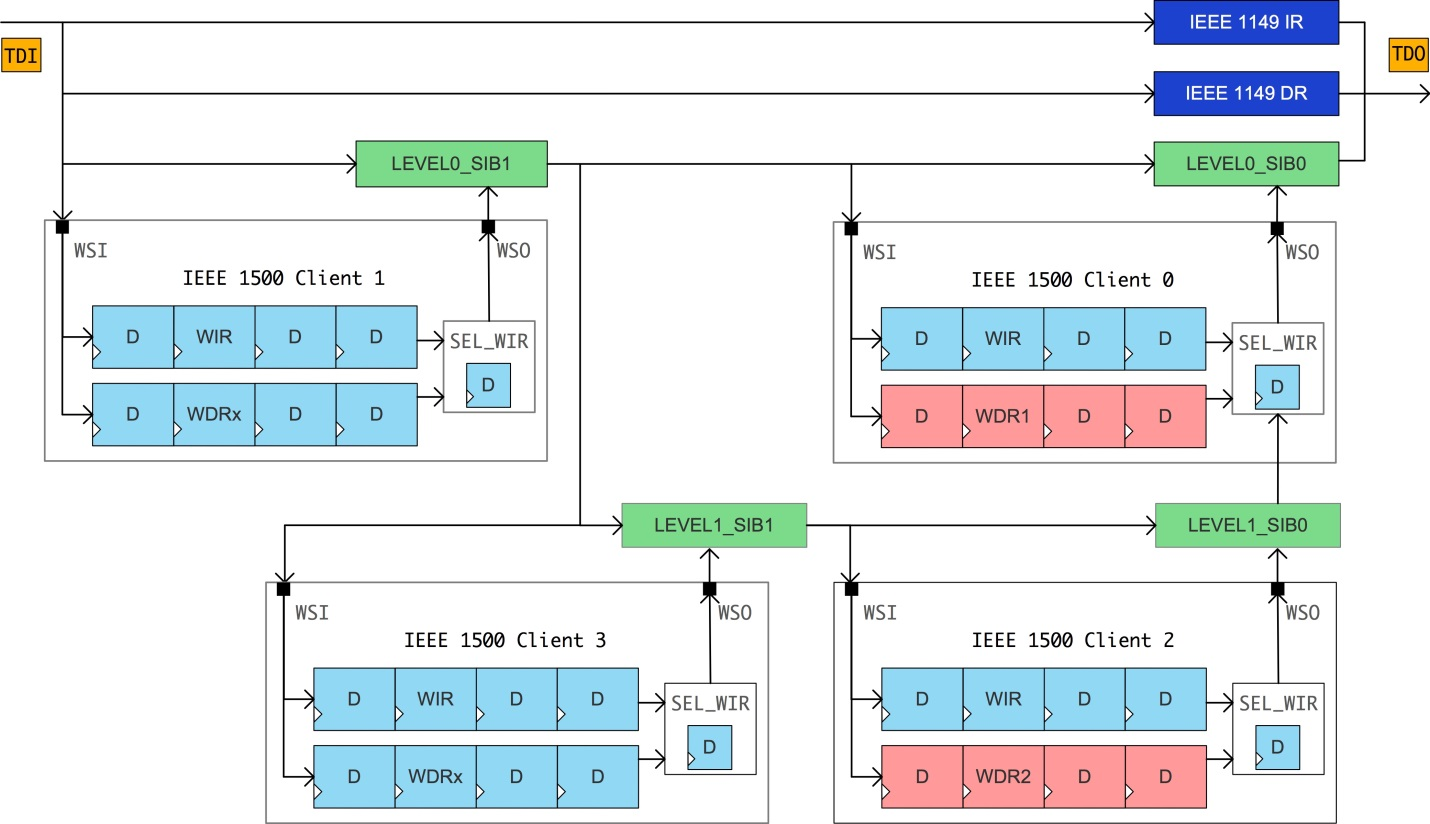 IEEE 1149 IR
TDI
TDO
IEEE 1149 DR
LEVEL0_SIB1
LEVEL0_SIB0
WSI
WSO
IEEE 1500 Client 1
D WIR D D
SEL_WIR
D
D WDRx D D
WSI
WSO
IEEE 1500 Client 0
D WIR D D
SEL_WIR
D
D WDR1 D D
LEVEL1_SIB1
LEVEL1_SIB0
WSI
WSO
IEEE 1500 Client 3
D WIR D D
SEL_WIR
D
D WDRx D D
WSI
WSO
IEEE 1500 Client 2
D WIR D D
SEL_WIR
D
D WDR2 D D